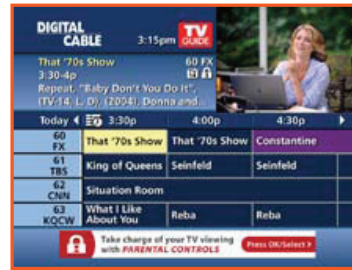 DIGITAL
CABLE
3:15pm
TV
GUIDE
That '70s Show 60 FX
3:30-4p
Repeat, "Baby Don't You
Do It",
(TV-14, L, D), (2004), Donna and...
Today 3:30p 4:00p 4:30p
60
FX
That '70s Show That '70s Show Constantine
61
TBS
King of Queens Seinfeld Seinfeld
62
CNN
Situation Room
63
KQCW
What I Like
About You
Reba Reba
Take charge of your TV viewing
with PARENTAL CONTROLS
Press OK/Select >